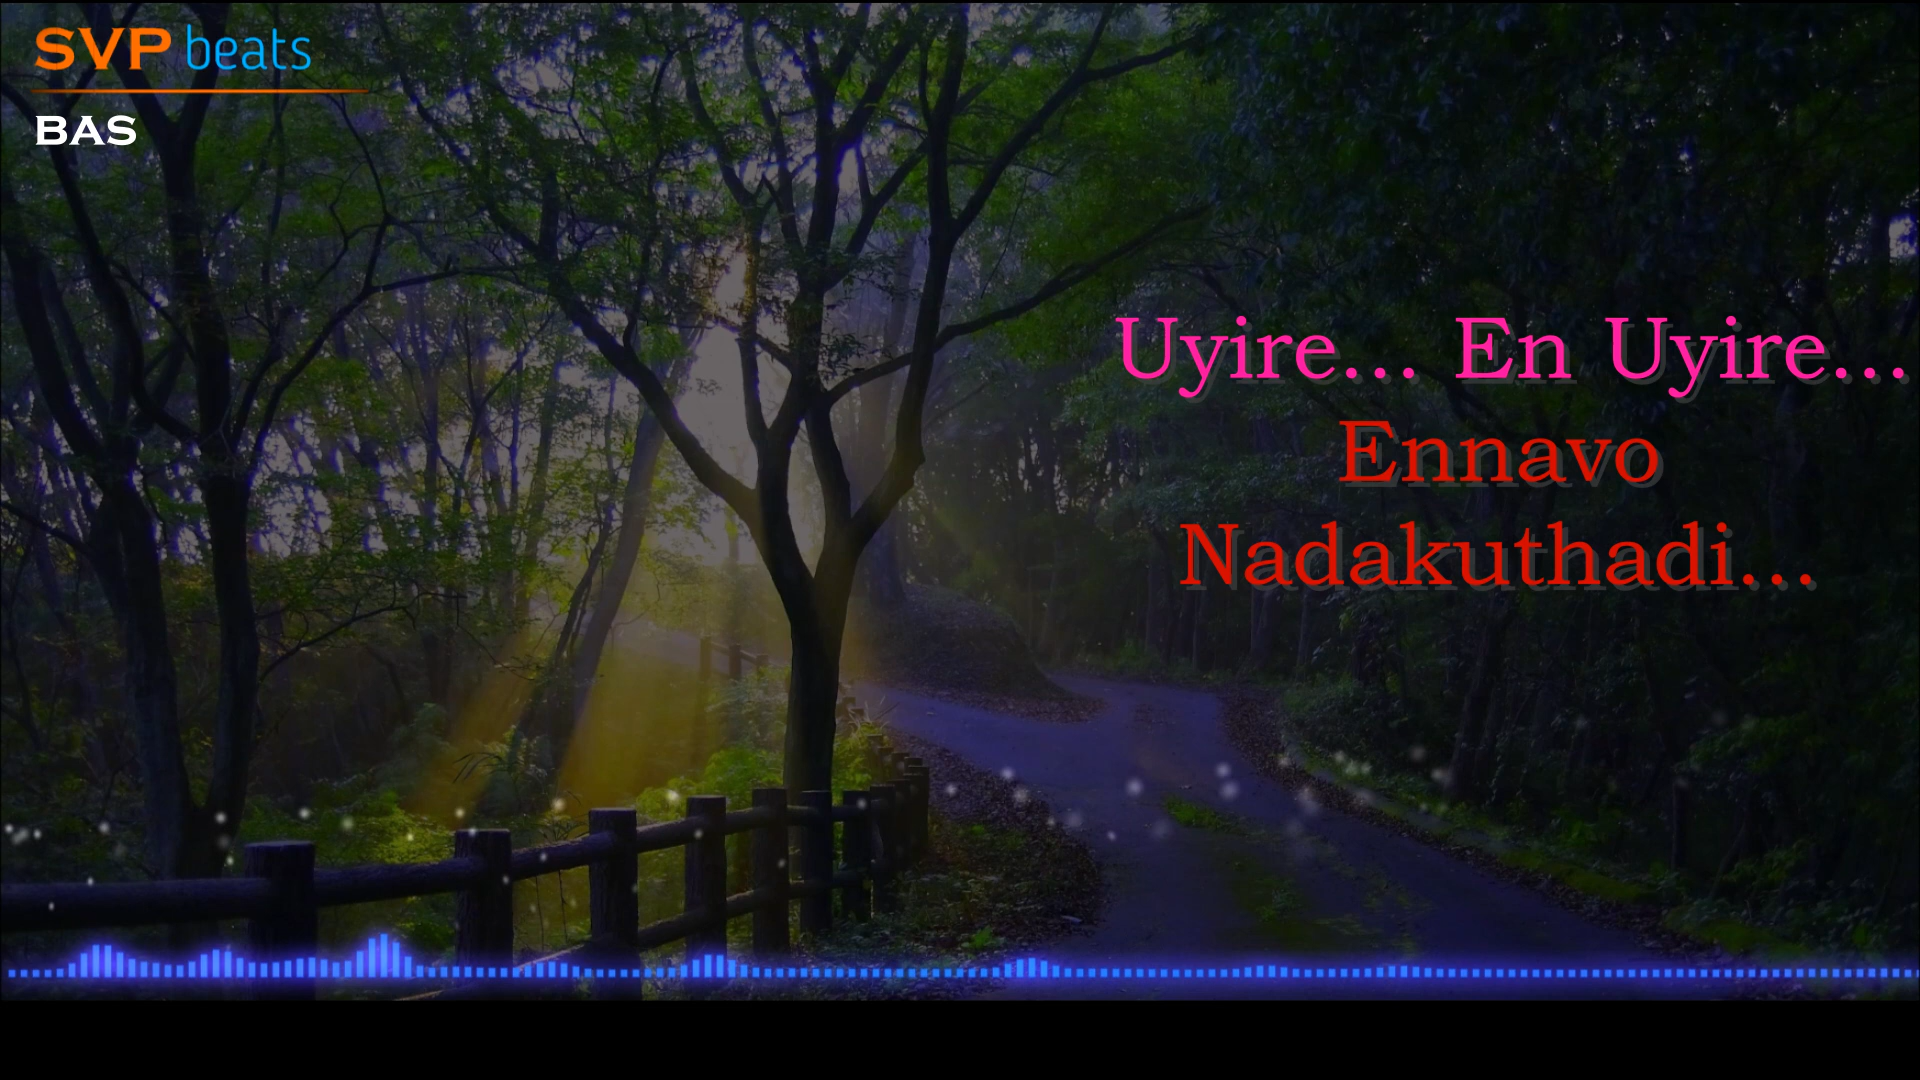 SVP beats
BAS
Uyire... En Uyire...
Ennavo
Nadakuthadi...